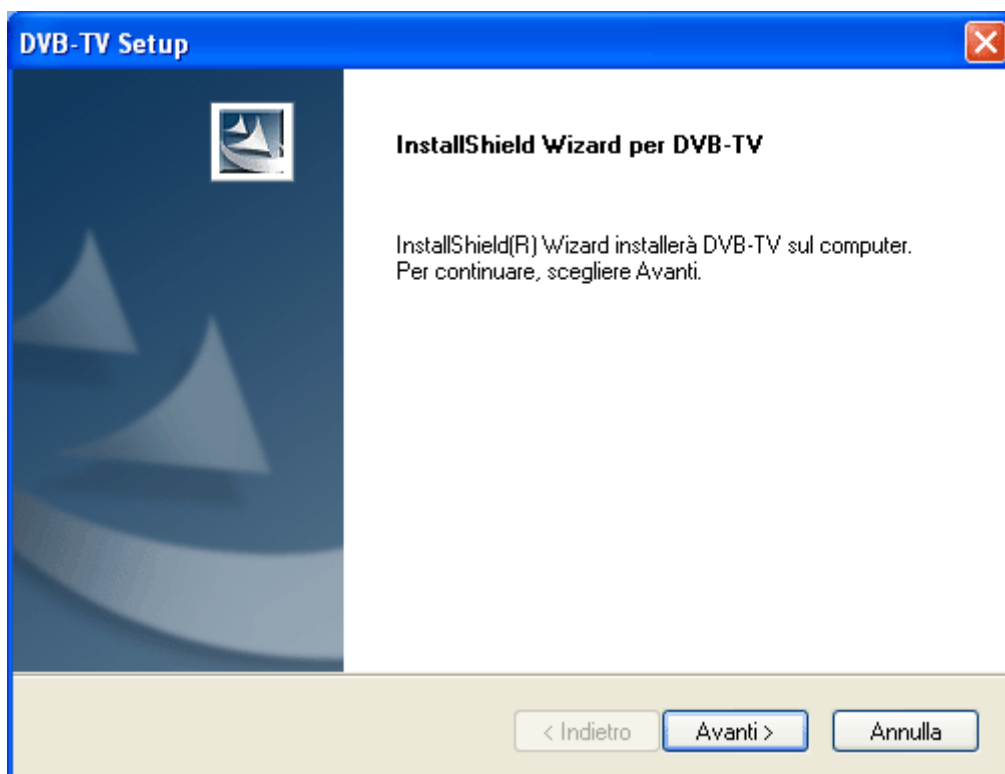 DVB-TV Setup
InstallShield Wizard per DVB-TV
InstallShield(R) Wizard installerà DVB-TV sul computer.
Per continuare, scegliere Avanti.
< Indietro
Avanti >
Annulla